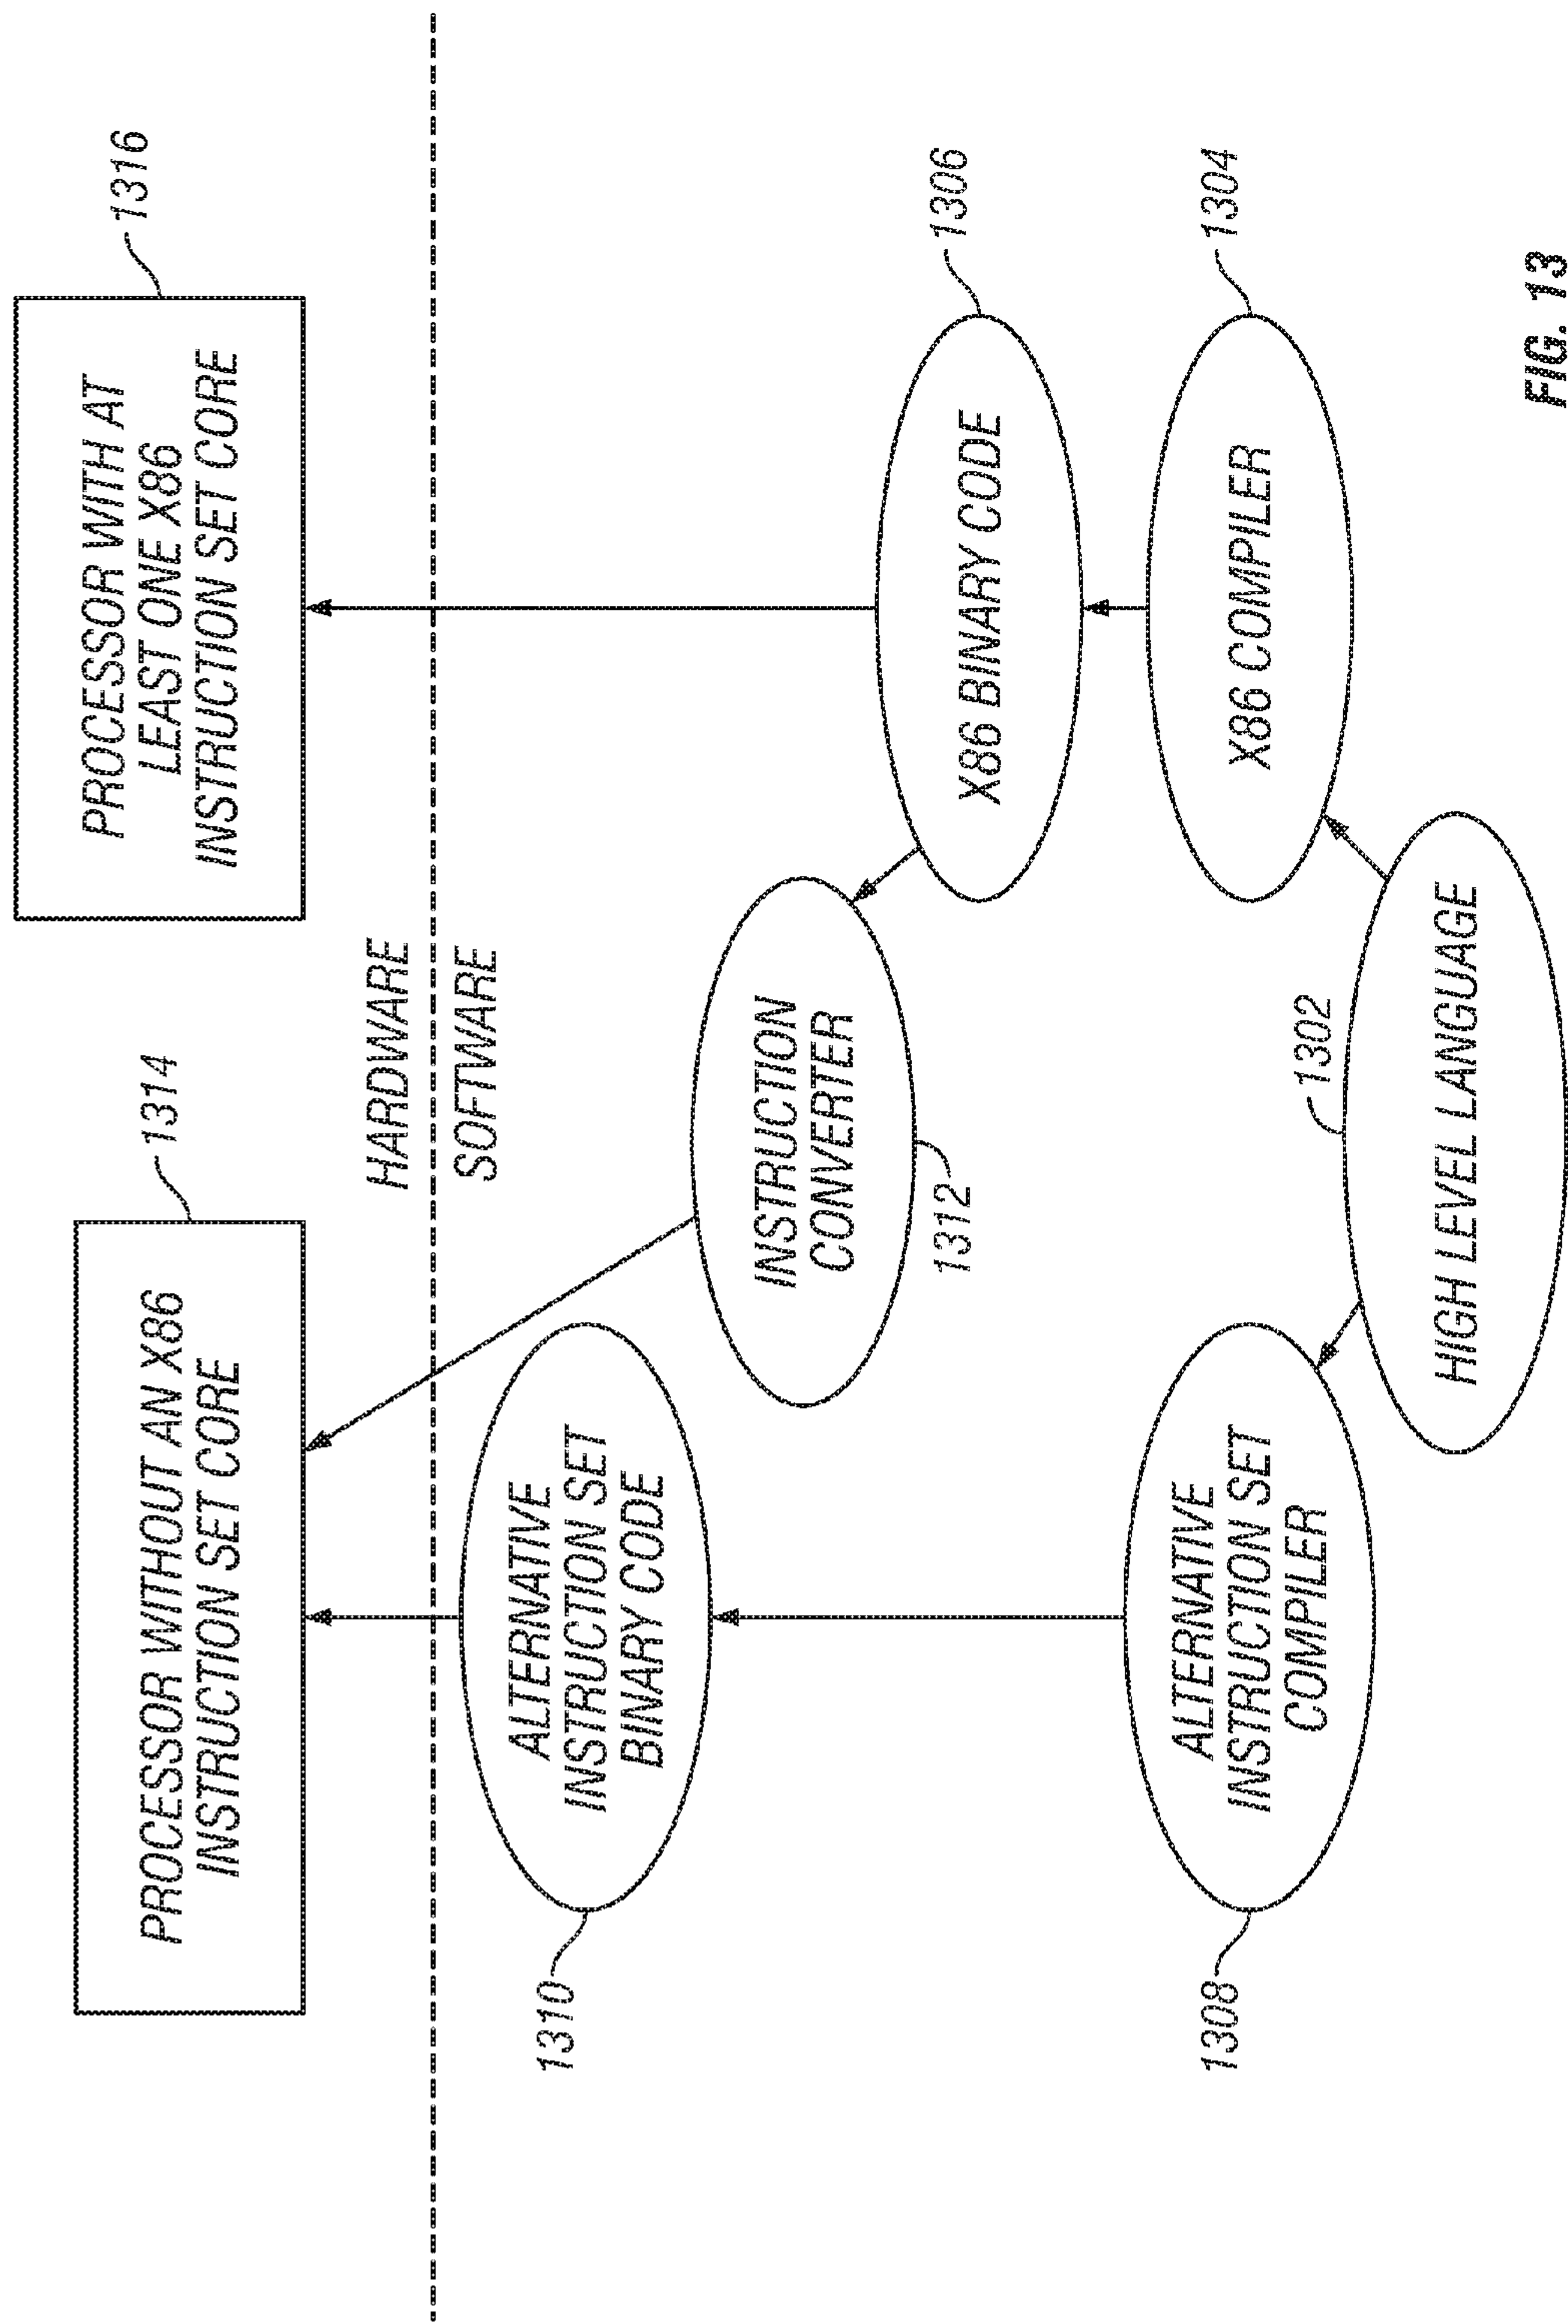 PROCESSOR WITHOUT AN X86
INSTRUCTION SET CORE
1314
PROCESSOR WITH AT
LEAST ONE X86
INSTRUCTION SET CORE
1316
HARDWARE
SOFTWARE
1310
ALTERNATIVE
INSTRUCTION SET
BINARY CODE
INSTRUCTION
CONVERTER
1312
X86 BINARY CODE
1306
1308
ALTERNATIVE
INSTRUCTION SET
COMPILER
X86 COMPILER
1304
1302
HIGH LEVEL LANGUAGE
FIG. 13